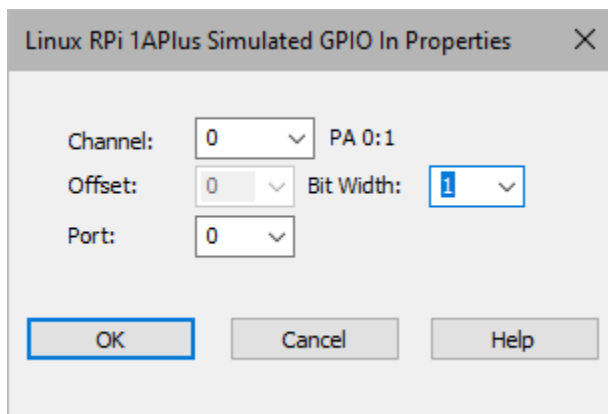 Linux RPi 1APlus Simulated GPIO In Properties
Channel: 0 PA 0:1
Offset: 0 Bit Width: 1
Port: 0
OK Cancel Help